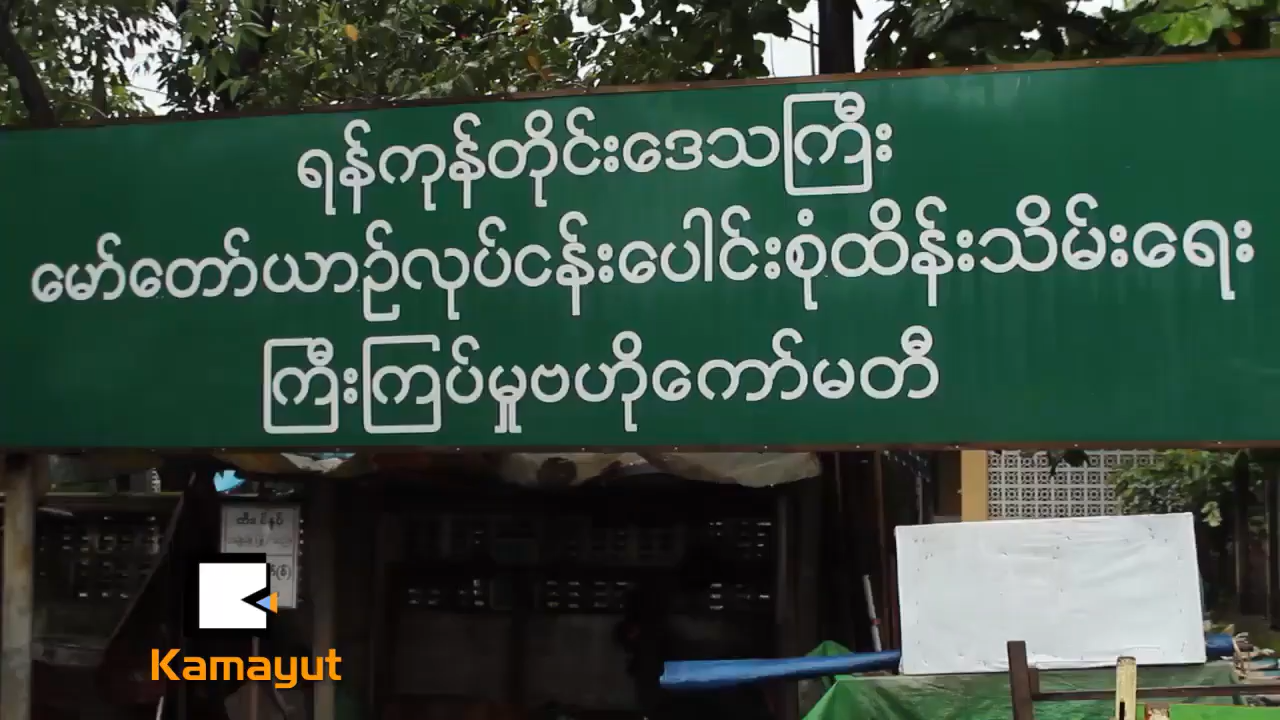 ရန်ကုန်တိုင်းဒေသကြီး
မော်တော်ယာဉ်လုပ်ငန်းပေါင်းစုံထိန်းသိမ်းရေး
ကြီးကြပ်မှုဗဟိုကော်မတီ
Kamayut